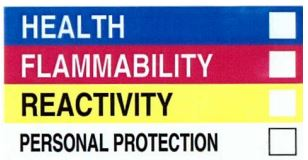 HEALTH
FLAMMABILITY
REACTIVITY
PERSONAL PROTECTION